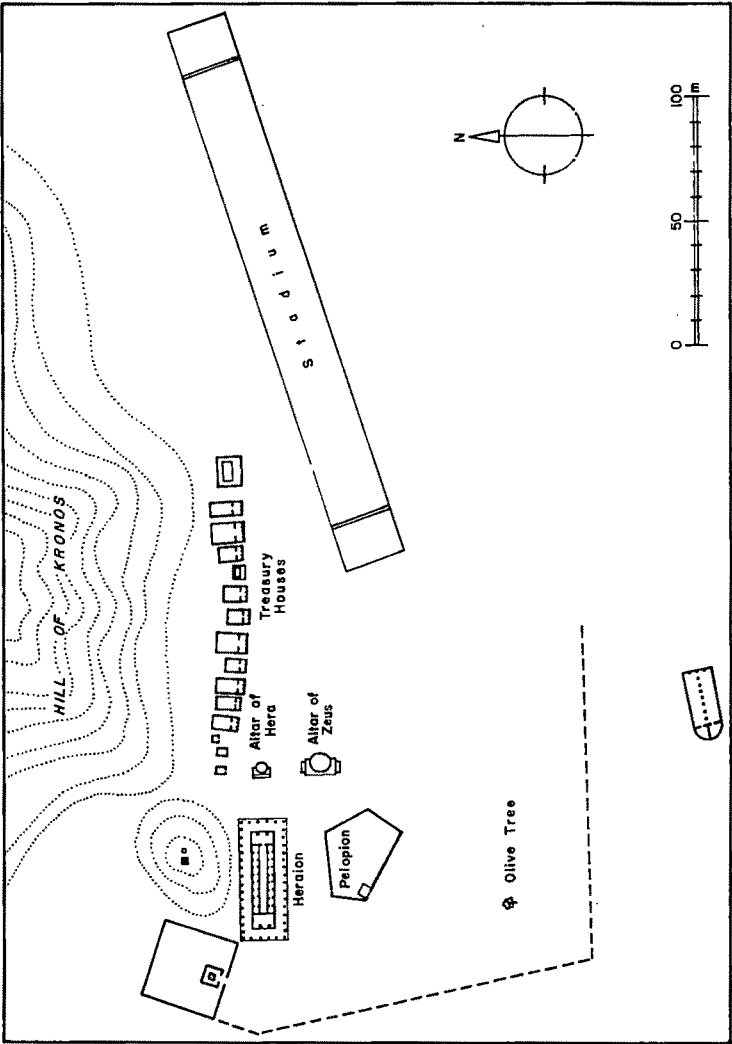 HILL OF KRONOS
Stadium
N
0 50 100 m
Treasury
Houses
Altar of
Hera
Altar of
Zeus
Heraion
Pelopion
Olive Tree